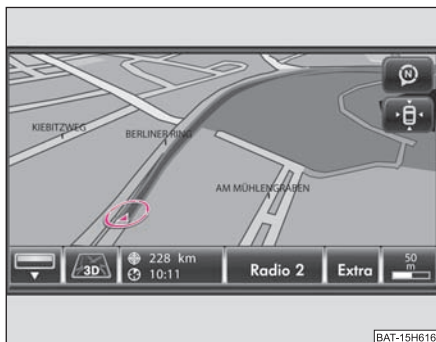 N
KIEBITZWEG
BERLINER RING
AM MÜHLENGRABEN
3D
228 km
10:11
Radio 2
Extra
50
m
BAT-15H616